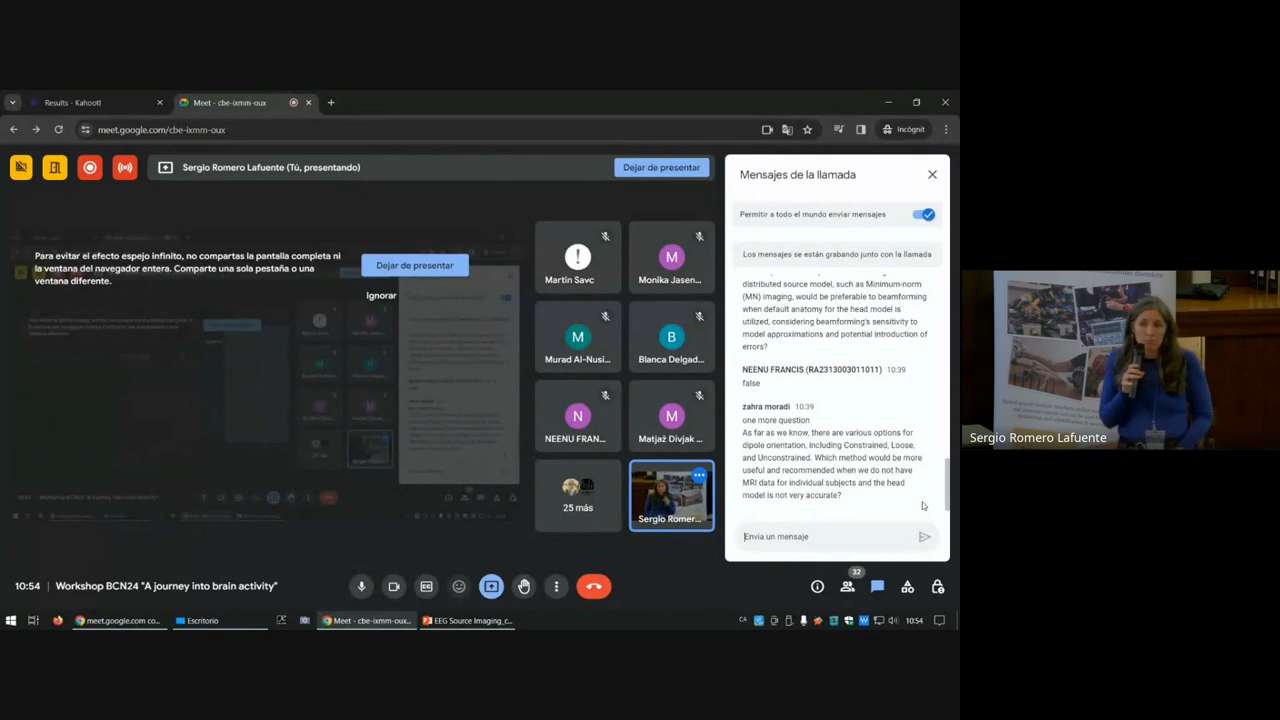 Results - Kahoot!
Meet - cbe-ixmm-oux
meet.google.com/cbe-ixmm-oux
Incógnit
Sergio Romero Lafuente (Tú, presentando)
Dejar de presentar
Para evitar el efecto espejo infinito, no compartas la pantalla completa ni
la ventana del navegador entera. Comparte una sola pestaña o una
ventana diferente.
Dejar de presentar
Ignorar
Martin Savc
Monika Jasen...
Murad Al-Nusi...
Blanca Delgad...
NEENU FRAN...
Matjaž Divjak ...
25 más
Sergio Romer...
Mensajes de la llamada
Permitir a todo el mundo enviar mensajes
Los mensajes se están grabando junto con la llamada
distributed source model, such as Minimum-norm
(MN) imaging, would be preferable to beamforming
when default anatomy for the head model is
utilized, considering beamforming's sensitivity to
model approximations and potential introduction of
errors?
NEENU FRANCIS (RA2313003011011) 10:39
false
zahra moradi 10:39
one more question
As far as we know, there are various options for
dipole orientation, including Constrained, Loose,
and Unconstrained. Which method would be more
useful and recommended when we do not have
MRI data for individual subjects and the head
model is not very accurate?
Envía un mensaje
10:54 | Workshop BCN24 "A journey into brain activity"
32
meet.google.com co...
Escritorio
Meet - cbe-ixmm-oux...
EEG Source Imaging_c...
CA
10:54
Sergio Romero Lafuente